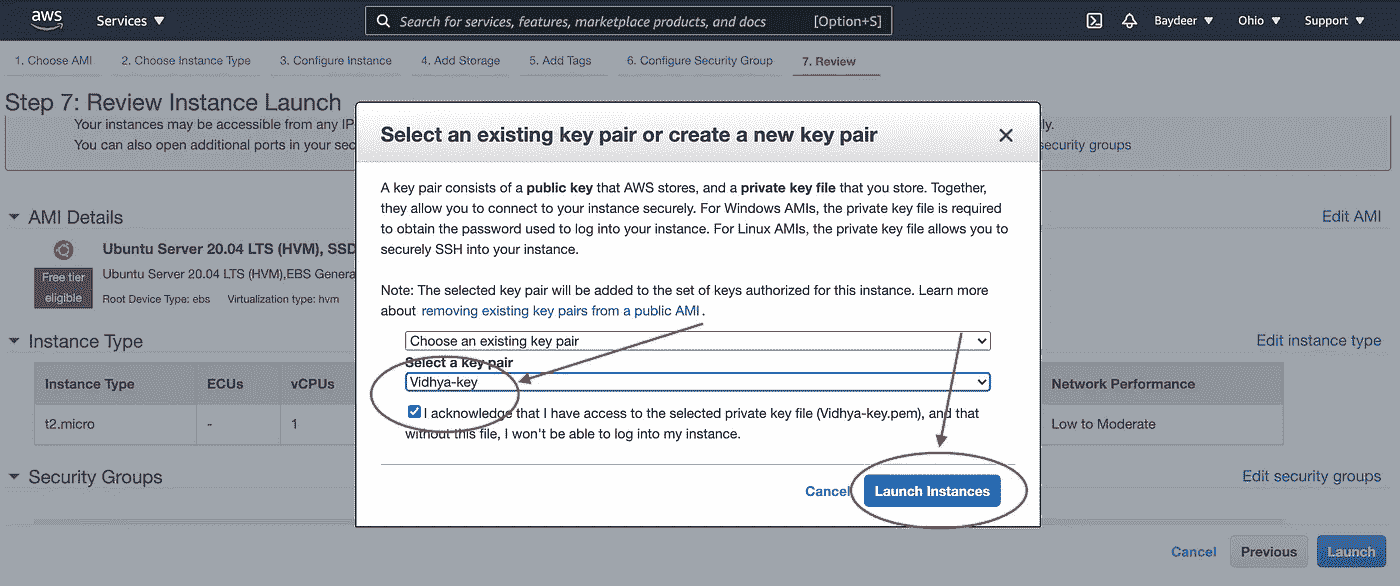 aws
Services
Search for services, features, marketplace products, and docs [Option+S]
Baydeer
Ohio
Support
1. Choose AMI
2. Choose Instance Type
3. Configure Instance
4. Add Storage
5. Add Tags
6. Configure Security Group
7. Review
Step 7: Review Instance Launch
Your instances may be accessible from any IP
ly.
You can also open additional ports in your sec
security groups
Select an existing key pair or create a new key pair
A key pair consists of a public key that AWS stores, and a private key file that you store. Together,
they allow you to connect to your instance securely. For Windows AMIs, the private key file is required
to obtain the password used to log into your instance. For Linux AMIs, the private key file allows you to
securely SSH into your instance.
Note: The selected key pair will be added to the set of keys authorized for this instance. Learn more
about removing existing key pairs from a public AMI.
Choose an existing key pair
Select a key pair
Vidhya-key
I acknowledge that I have access to the selected private key file (Vidhya-key.pem), and that
without this file, I won't be able to log into my instance.
Cancel
Launch Instances
AMI Details
Edit AMI
Ubuntu Server 20.04 LTS (HVM), SSD
Free tier
eligible
Ubuntu Server 20.04 LTS (HVM),EBS Genera
Root Device Type: ebs Virtualization type: hvm
Instance Type
Edit instance type
Instance Type
ECUs
vCPUs
Network Performance
t2.micro
-
1
Low to Moderate
Security Groups
Edit security groups
Cancel
Previous
Launch